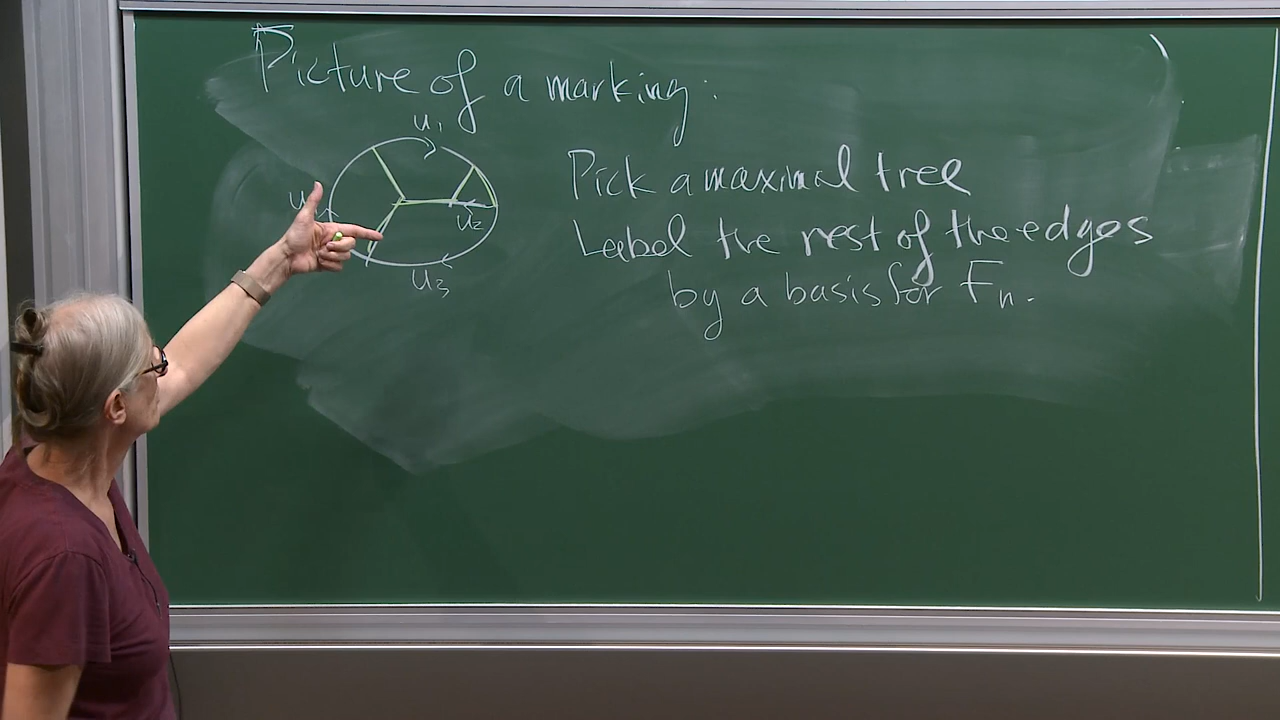 Picture of a marking:
u₁
u₂
u₃
Pick a maximal tree
Label the rest of the edges
by a basis for Fₙ.